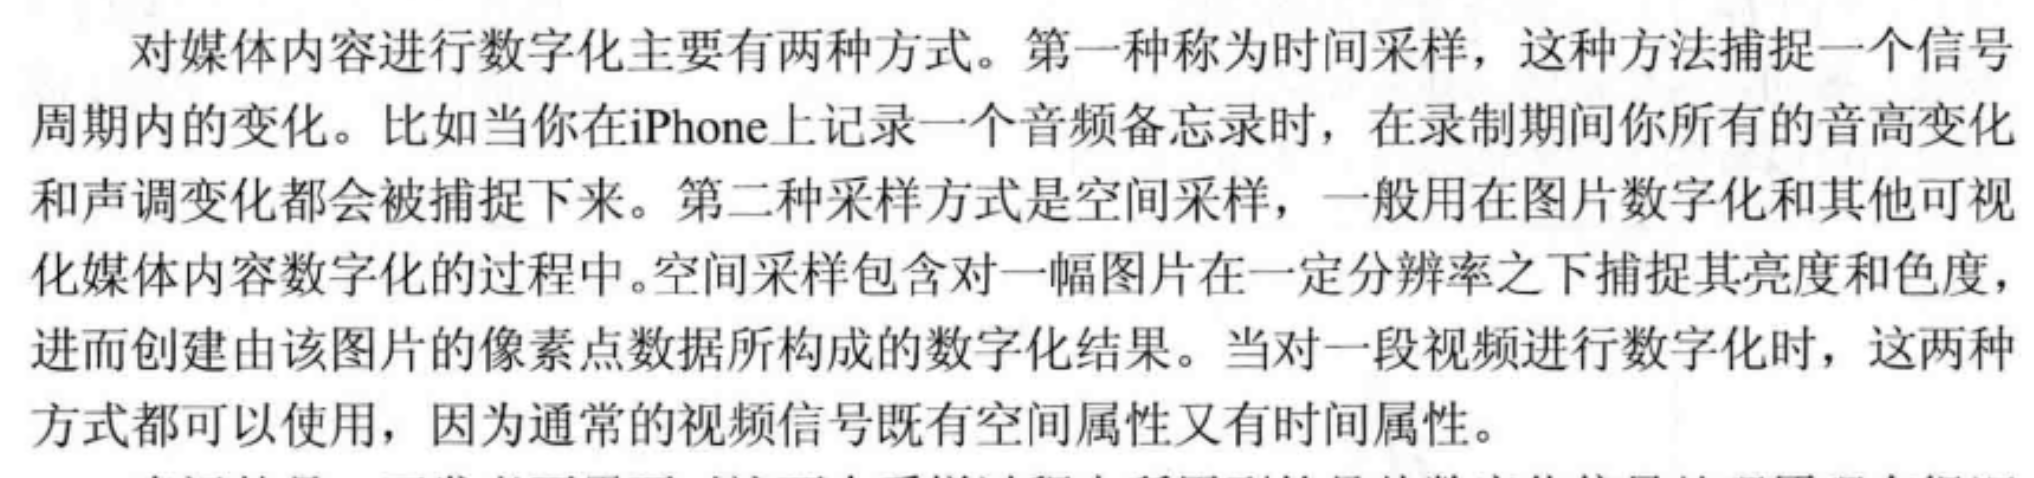 对媒体内容进行数字化主要有两种方式。第一种称为时间采样，这种方法捕捉一个信号
周期内的变化。比如当你在iPhone上记录一个音频备忘录时，在录制期间你所有的音高变化
和声调变化都会被捕捉下来。第二种采样方式是空间采样，一般用在图片数字化和其他可视
化媒体内容数字化的过程中。空间采样包含对一幅图片在一定分辨率之下捕捉其亮度和色度，
进而创建由该图片的像素点数据所构成的数字化结果。当对一段视频进行数字化时，这两种
方式都可以使用，因为通常的视频信号既有空间属性又有时间属性。